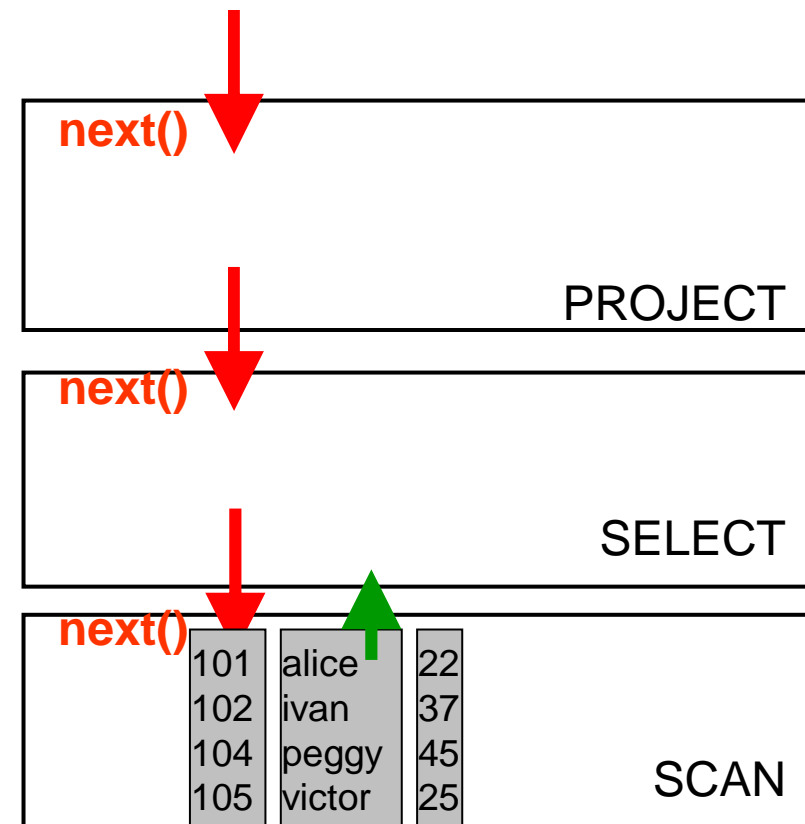 next()
PROJECT
next()
SELECT
next()
101 alice 22
102 ivan 37
104 peggy 45
105 victor 25
SCAN